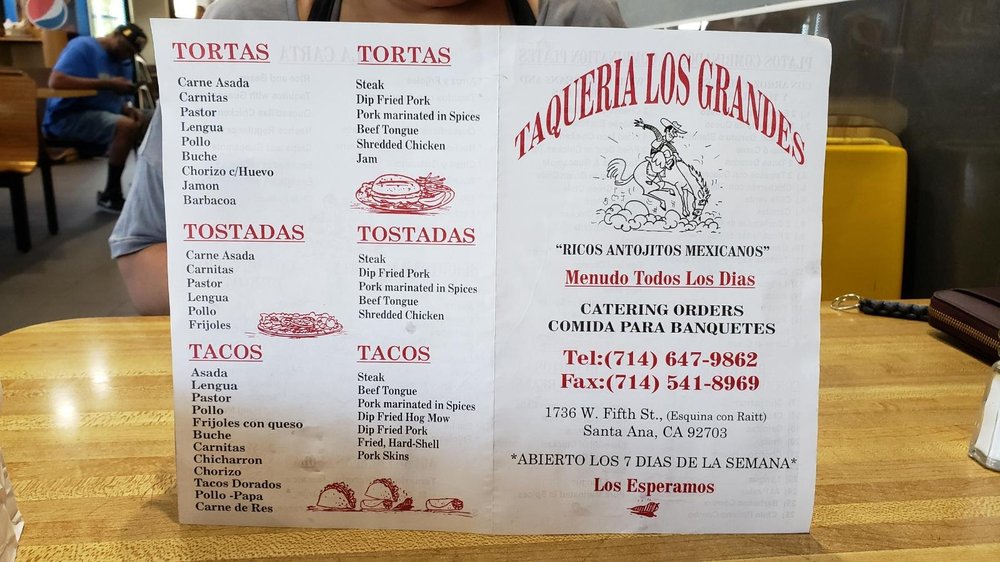 TORTAS
Carne Asada
Carnitas
Pastor
Lengua
Pollo
Buche
Chorizo c/Huevo
Jamon
Barbacoa
TOSTADAS
Carne Asada
Carnitas
Pastor
Lengua
Pollo
Frijoles
TACOS
Asada
Lengua
Pastor
Pollo
Frijoles con queso
Buche
Carnitas
Chicharron
Chorizo
Tacos Dorados
Pollo -Papa
Carne de Res
TORTAS
Steak
Dip Fried Pork
Pork marinated in Spices
Beef Tongue
Shredded Chicken
Jam
TOSTADAS
Steak
Dip Fried Pork
Pork marinated in Spices
Beef Tongue
Shredded Chicken
TACOS
Steak
Beef Tongue
Pork marinated in Spices
Dip Fried Hog Mow
Dip Fried Pork
Fried, Hard-Shell
Pork Skins
TAQUERIA LOS GRANDES
“RICOS ANTOJITOS MEXICANOS”
Menudo Todos Los Dias
CATERING ORDERS
COMIDA PARA BANQUETES
Tel:(714) 647-9862
Fax:(714) 541-8969
1736 W. Fifth St., (Esquina con Raitt)
Santa Ana, CA 92703
*ABIERTO LOS 7 DIAS DE LA SEMANA*
Los Esperamos